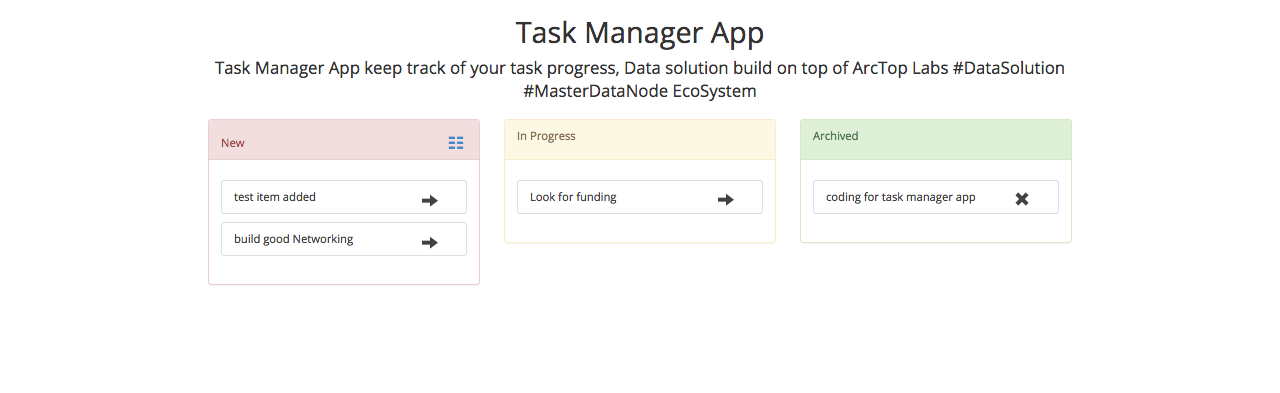 Task Manager App
Task Manager App keep track of your task progress, Data solution build on top of ArcTop Labs #DataSolution
#MasterDataNode EcoSystem
New
test item added
build good Networking
In Progress
Look for funding
Archived
coding for task manager app